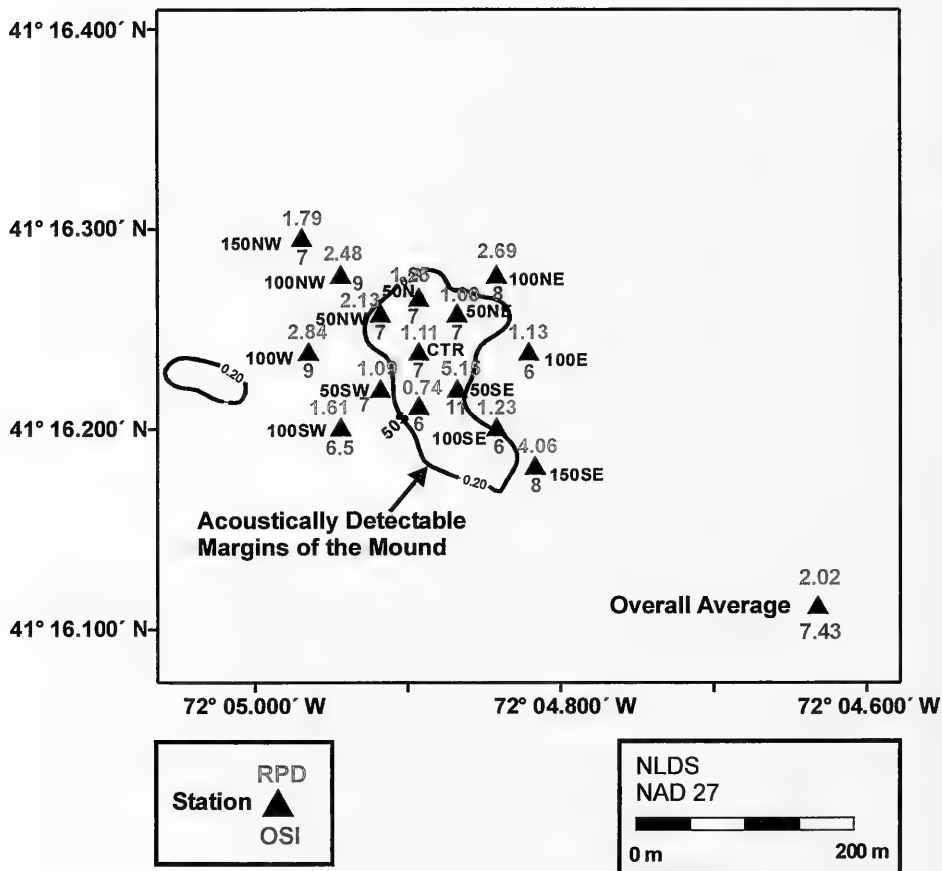 41° 16.400´ N
41° 16.300´ N
1.79
150NW
7
2.48
100NW
9
2.69
100NE
8
50N
7
1.00
50NE
7
2.13
50NW
7
2.84
100W
9
1.11
CTR
7
1.13
100E
6
1.09
50SW
7
0.74
6
5.15
50SE
11
0.20
41° 16.200´ N
1.61
100SW
6.5
1.23
100SE
6
4.06
150SE
8
0.20
Acoustically Detectable
Margins of the Mound
2.02
Overall Average
7.43
41° 16.100´ N
72° 05.000´ W
72° 04.800´ W
72° 04.600´ W
RPD
Station
OSI
NLDS
NAD 27
0 m
200 m